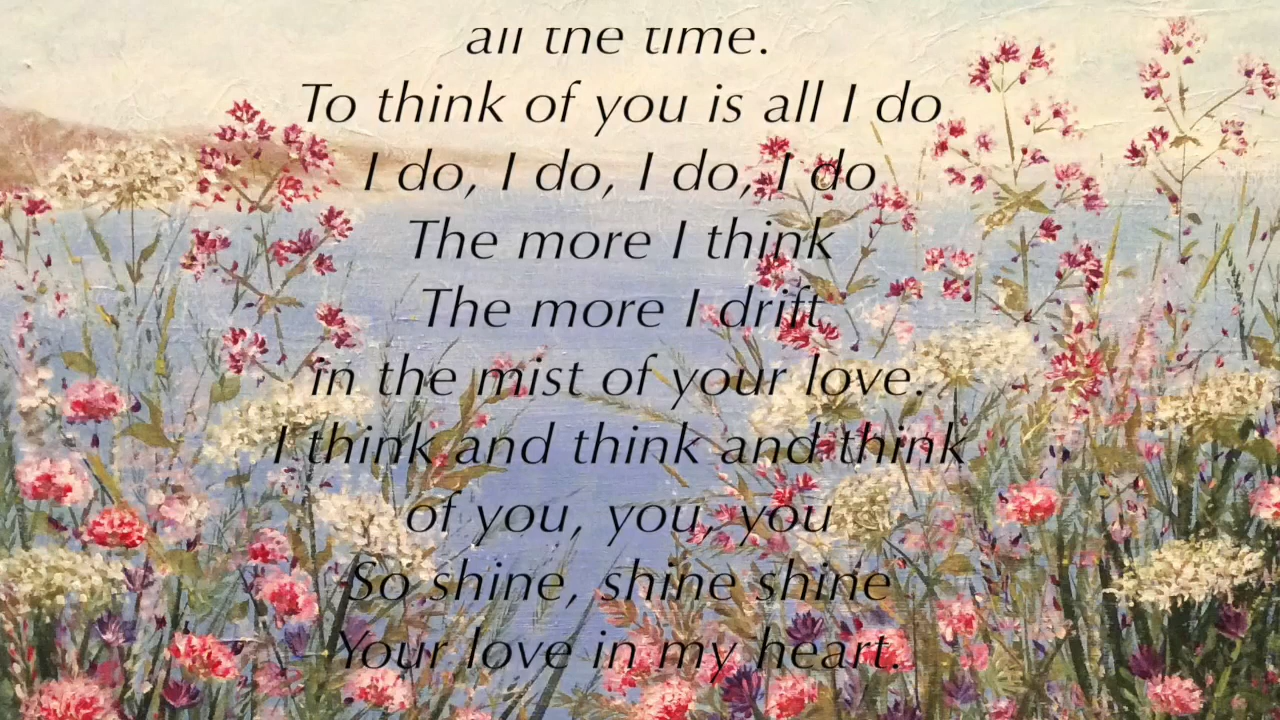 all the time.
To think of you is all I do
I do, I do, I do, I do
The more I think
The more I drift
in the mist of your love.
I think and think and think
of you, you, you
So shine, shine shine
Your love in my heart.